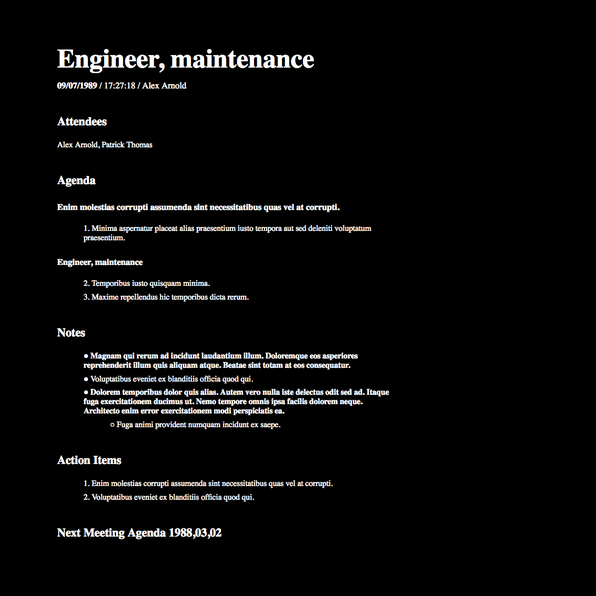 Engineer, maintenance
09/07/1989 / 17:27:18 / Alex Arnold
Attendees
Alex Arnold, Patrick Thomas
Agenda
Enim molestias corrupti assumenda sint necessitatibus quas vel at corrupti.
1. Minima aspernatur placeat alias praesentium iusto tempora aut sed deleniti voluptatum
praesentium.
Engineer, maintenance
2. Temporibus iusto quisquam minima.
3. Maxime repellendus hic temporibus dicta rerum.
Notes
● Magnam qui rerum ad incidunt laudantium illum. Doloremque eos asperiores
reprehenderit illum quis aliquam atque. Beatae sint totam at eos consequatur.
● Voluptatibus eveniet ex blanditiis officia quod qui.
● Dolorem temporibus dolor quis alias. Autem vero nulla iste delectus odit sed ad. Itaque
fuga exercitationem ducimus ut. Nemo tempore omnis ipsa facilis dolorem neque.
Architecto enim error exercitationem modi perspiciatis ea.
○ Fuga animi provident numquam incidunt ex saepe.
Action Items
1. Enim molestias corrupti assumenda sint necessitatibus quas vel at corrupti.
2. Voluptatibus eveniet ex blanditiis officia quod qui.
Next Meeting Agenda 1988,03,02